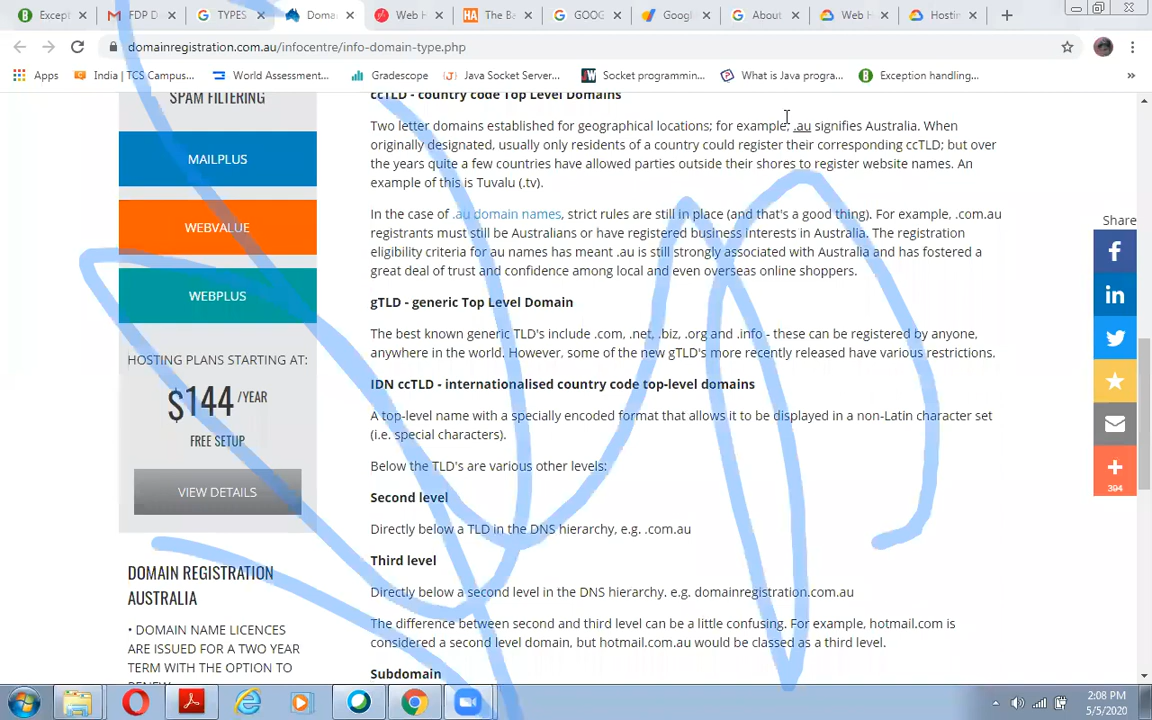 Except
FDP D
TYPES
Doma
Web H
The B
GOOG
Googl
About
Web H
Hostin
domainregistration.com.au/infocentre/info-domain-type.php
Apps
India | TCS Campus...
World Assessment...
Gradescope
Java Socket Server...
Socket programmin...
What is Java progra...
Exception handling...
»
SPAM FILTERING
MAILPLUS
WEBVALUE
WEBPLUS
HOSTING PLANS STARTING AT:
$144 /YEAR
FREE SETUP
VIEW DETAILS
DOMAIN REGISTRATION
AUSTRALIA
• DOMAIN NAME LICENCES
ARE ISSUED FOR A TWO YEAR
TERM WITH THE OPTION TO
ccTLD - country code Top Level Domains
Two letter domains established for geographical locations; for example, .au signifies Australia. When
originally designated, usually only residents of a country could register their corresponding ccTLD; but over
the years quite a few countries have allowed parties outside their shores to register website names. An
example of this is Tuvalu (.tv).
In the case of .au domain names, strict rules are still in place (and that's a good thing). For example, .com.au
registrants must still be Australians or have registered business interests in Australia. The registration
eligibility criteria for au names has meant .au is still strongly associated with Australia and has fostered a
great deal of trust and confidence among local and even overseas online shoppers.
gTLD - generic Top Level Domain
The best known generic TLD's include .com, .net, .biz, .org and .info - these can be registered by anyone,
anywhere in the world. However, some of the new gTLD's more recently released have various restrictions.
IDN ccTLD - internationalised country code top-level domains
A top-level name with a specially encoded format that allows it to be displayed in a non-Latin character set
(i.e. special characters).
Below the TLD's are various other levels:
Second level
Directly below a TLD in the DNS hierarchy, e.g. .com.au
Third level
Directly below a second level in the DNS hierarchy. e.g. domainregistration.com.au
The difference between second and third level can be a little confusing. For example, hotmail.com is
considered a second level domain, but hotmail.com.au would be classed as a third level.
Subdomain
Share
394
2:08 PM
5/5/2020